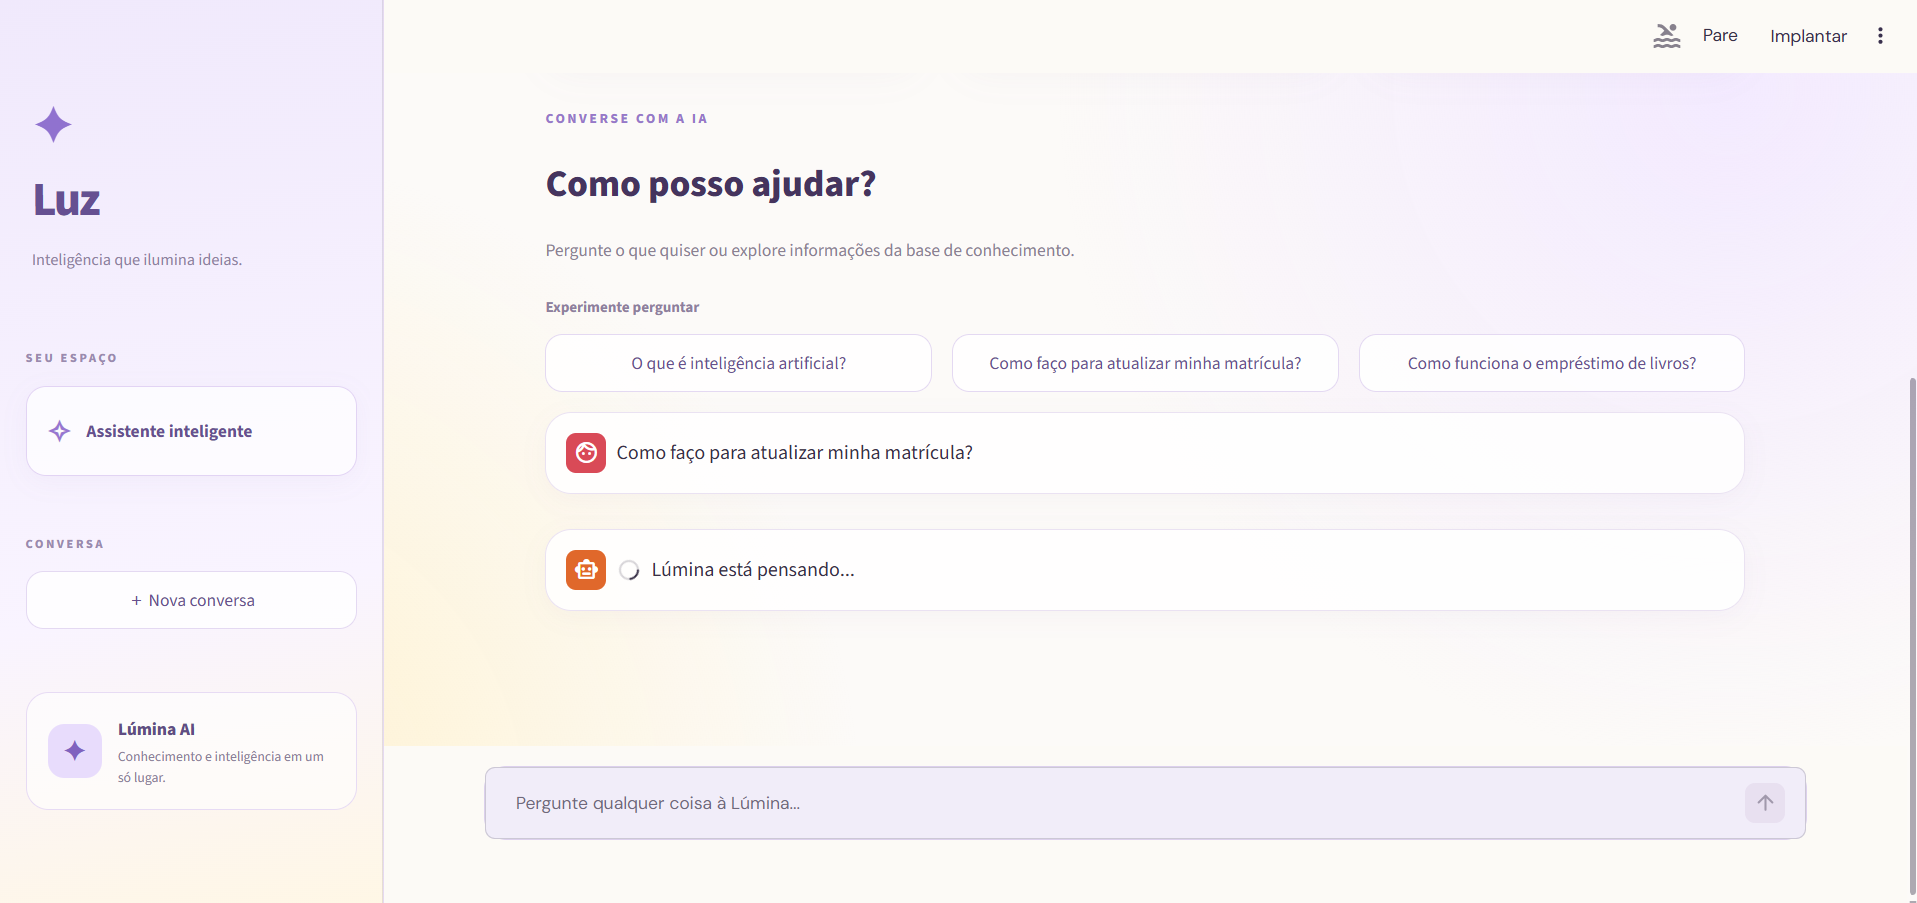 Pare
Implantar
Luz
Inteligência que ilumina ideias.
SEU ESPAÇO
Assistente inteligente
CONVERSA
+ Nova conversa
Lúmina AI
Conhecimento e inteligência em um
só lugar.
CONVERSE COM A IA
Como posso ajudar?
Pergunte o que quiser ou explore informações da base de conhecimento.
Experimente perguntar
O que é inteligência artificial?
Como faço para atualizar minha matrícula?
Como funciona o empréstimo de livros?
Como faço para atualizar minha matrícula?
Lúmina está pensando...
Pergunte qualquer coisa à Lúmina...